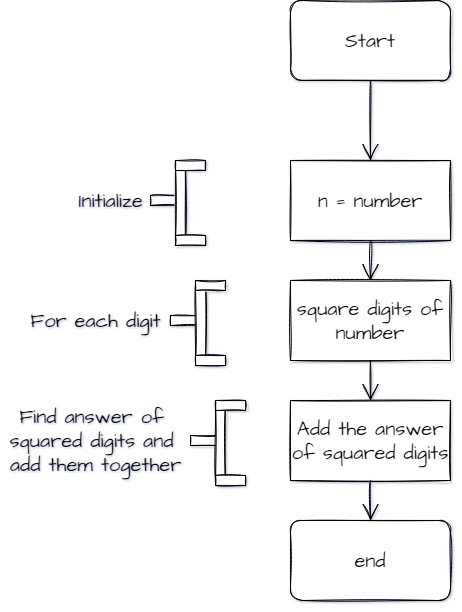 Start
Initialize
n = number
For each digit
square digits of
number
Find answer of
squared digits and
add them together
Add the answer
of squared digits
end